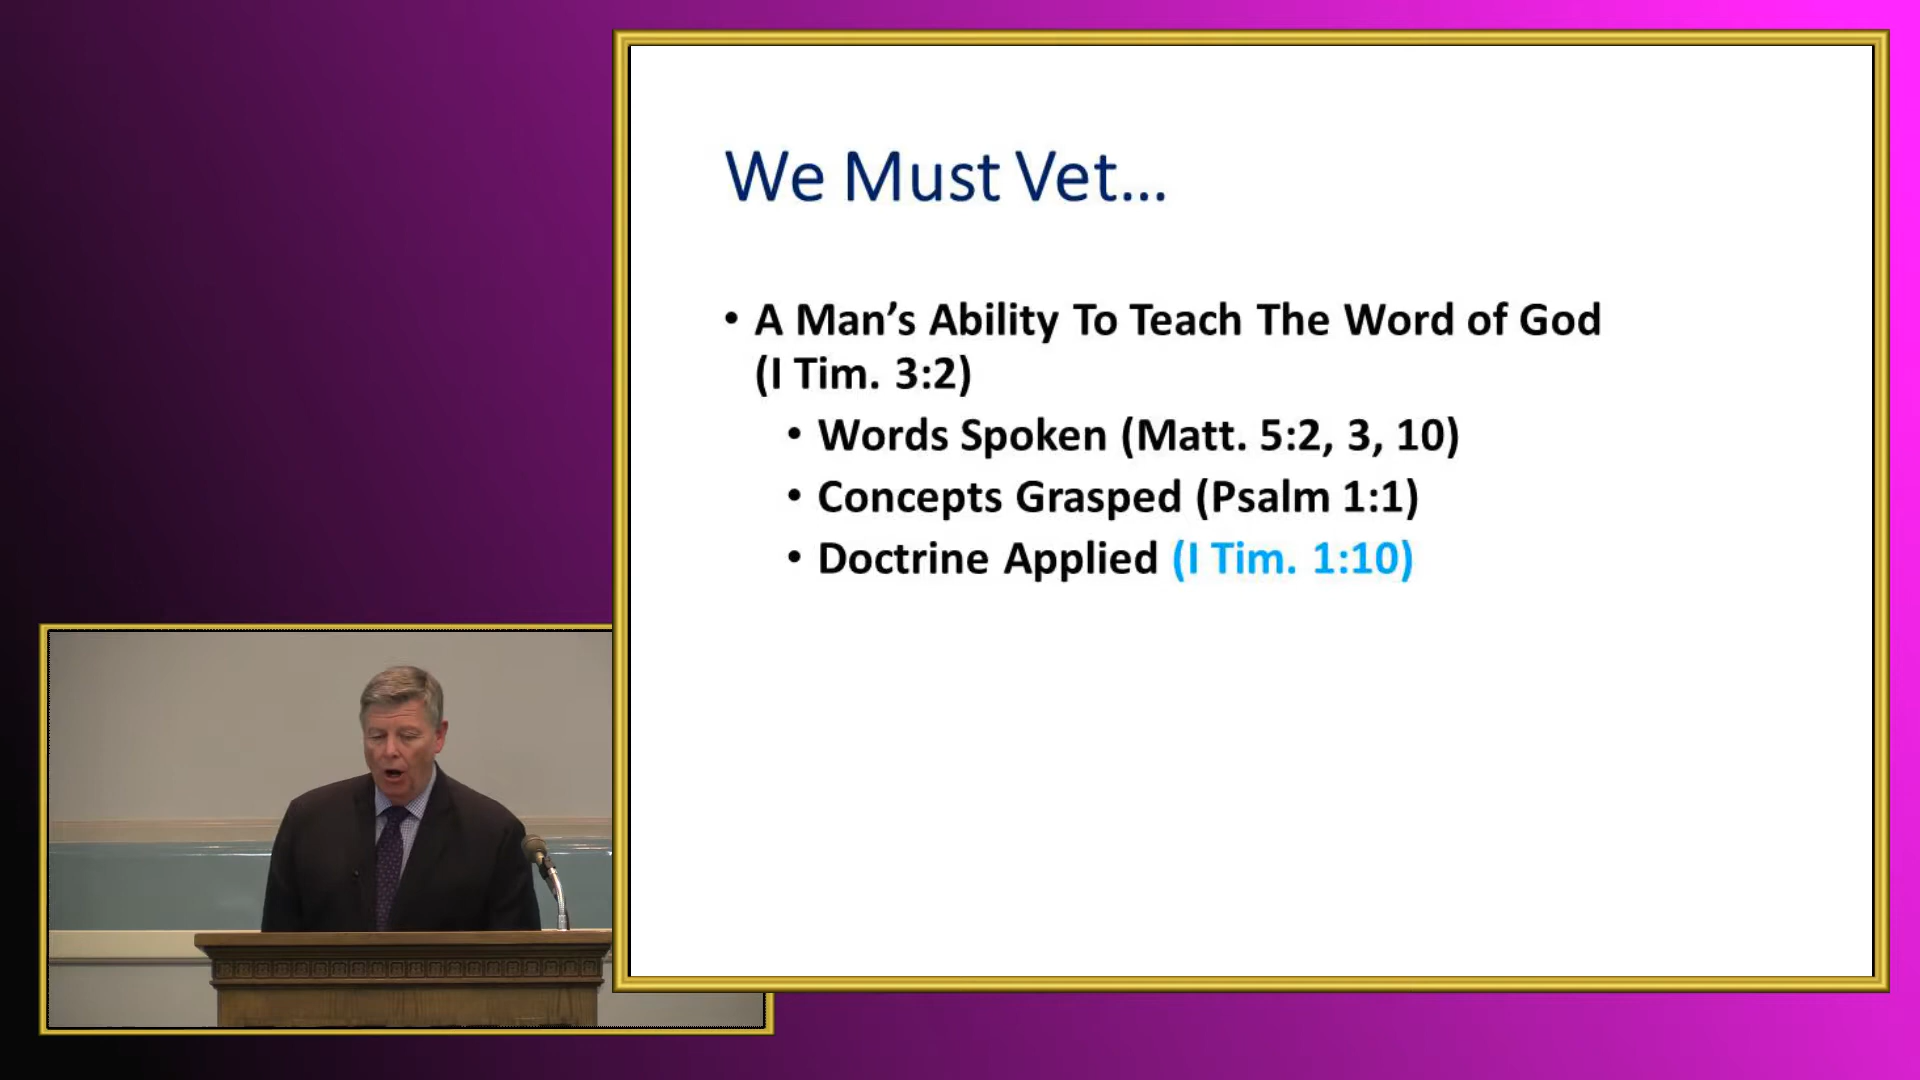 We Must Vet...
• A Man's Ability To Teach The Word of God
(I Tim. 3:2)
• Words Spoken (Matt. 5:2, 3, 10)
• Concepts Grasped (Psalm 1:1)
• Doctrine Applied (I Tim. 1:10)